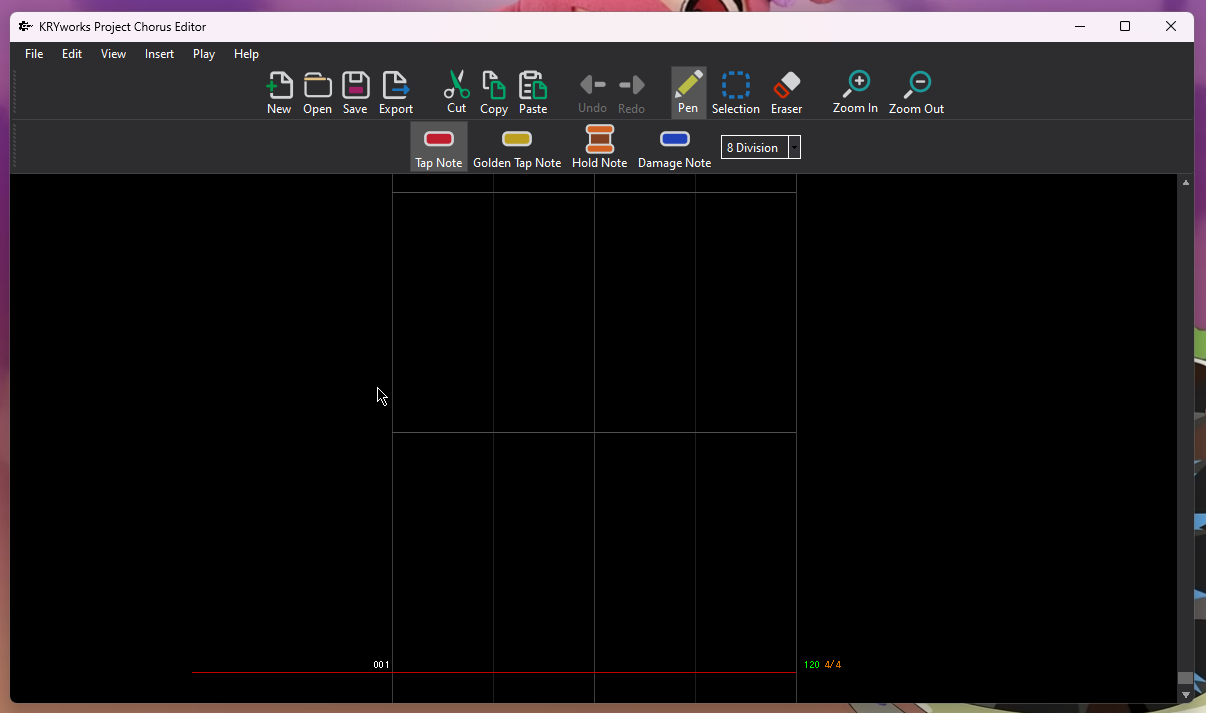 KRYworks Project Chorus Editor
File Edit View Insert Play Help
New Open Save Export Cut Copy Paste Undo Redo Pen Selection Eraser Zoom In Zoom Out
Tap Note Golden Tap Note Hold Note Damage Note 8 Division
001 120 4/4